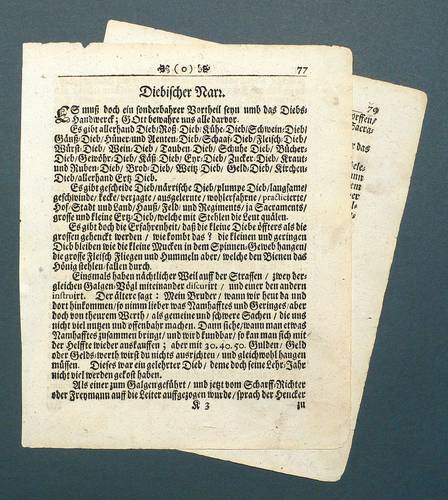 (0)
77
Diebischer Narr.
ES muß doch ein sonderbahrer Vortheil seyn umb das Diebs-
Handwerck; GOtt bewahre uns alle darvor.
Es gibt allerhand Dieb/ Roß-Dieb/ Kühe-Dieb/ Schwein-Dieb/
Gänß-Dieb/ Hüner und Aenten-Dieb/ Schaaf-Dieb/ Fleisch-Dieb/
Würst-Dieb/ Wein-Dieb/ Tauben-Dieb/ Schuhe Dieb/ Bücher-
Dieb/ Gewöhr-Dieb/ Käß Dieb/ Eyr-Dieb/ Zucker-Dieb/ Kraut-
und Ruben-Dieb/ Brod-Dieb/ Weitz Dieb/ Geld-Dieb/ Kirchen-
Dieb/ allerhand Ertz Dieb.
Es gibt gescheide Dieb/ närrische Dieb/ plumpe Dieb/ langsame/
geschwinde/ kecke/ verzagte/ ausgelernte/ wohlerfahrne/ practicierte/
Hof-Stadt und Land/ Hauß/ Feld- und Regiments/ ja Sacraments/
grosse und kleine Ertz-Dieb/ welche mit Stehlen die Leut quälen.
Es gibt doch die Erfahrenheit/ daß die kleine Diebe öffters als die
grossen gehenckt werden/ wie kombt das? die kleinen und geringen
Dieb bleiben wie die kleine Mucken in dem Spinnen-Geweb hangen/
die grosse Fleisch Fliegen und Hummeln aber/ welche den Bienen das
Hönig stehlen/ fallen durch.
Einsmals haben nächtlicher Weil auff der Strassen/ zwey der-
gleichen Galgen-Vögl miteinander discurirt/ und einer den andern
instruirt. Der ältere sagt: Mein Bruder/ wann wir heut da und
dort hinkommen/ so nimm lieber was Namhafftes und Geringes/ aber
doch von theurem Werth/ als gemeine und schwere Sachen/ die uns
nicht viel nutzen und offenbahr machen. Dann siehe/ wann man etwas
Namhafftes zusammen bringt/ und wird kundbar/ so kan man sich mit
der Helffte wieder auskauffen; aber mit 30. 40. 50. Gulden/ Geld
oder Gelds-werth wirst du nichts ausrichten/ und gleichwohl hangen
müssen. Dieses war ein gelehrter Dieb/ deme doch seine Lehr-Jahr
nicht viel werden gekost haben.
Als einer zum Galgen geführt/ und jetzt vom Scharff-Richter
oder Freymann auff die Leiter auffgezogen wurde/ sprach der Hencker
K 3
zu
79